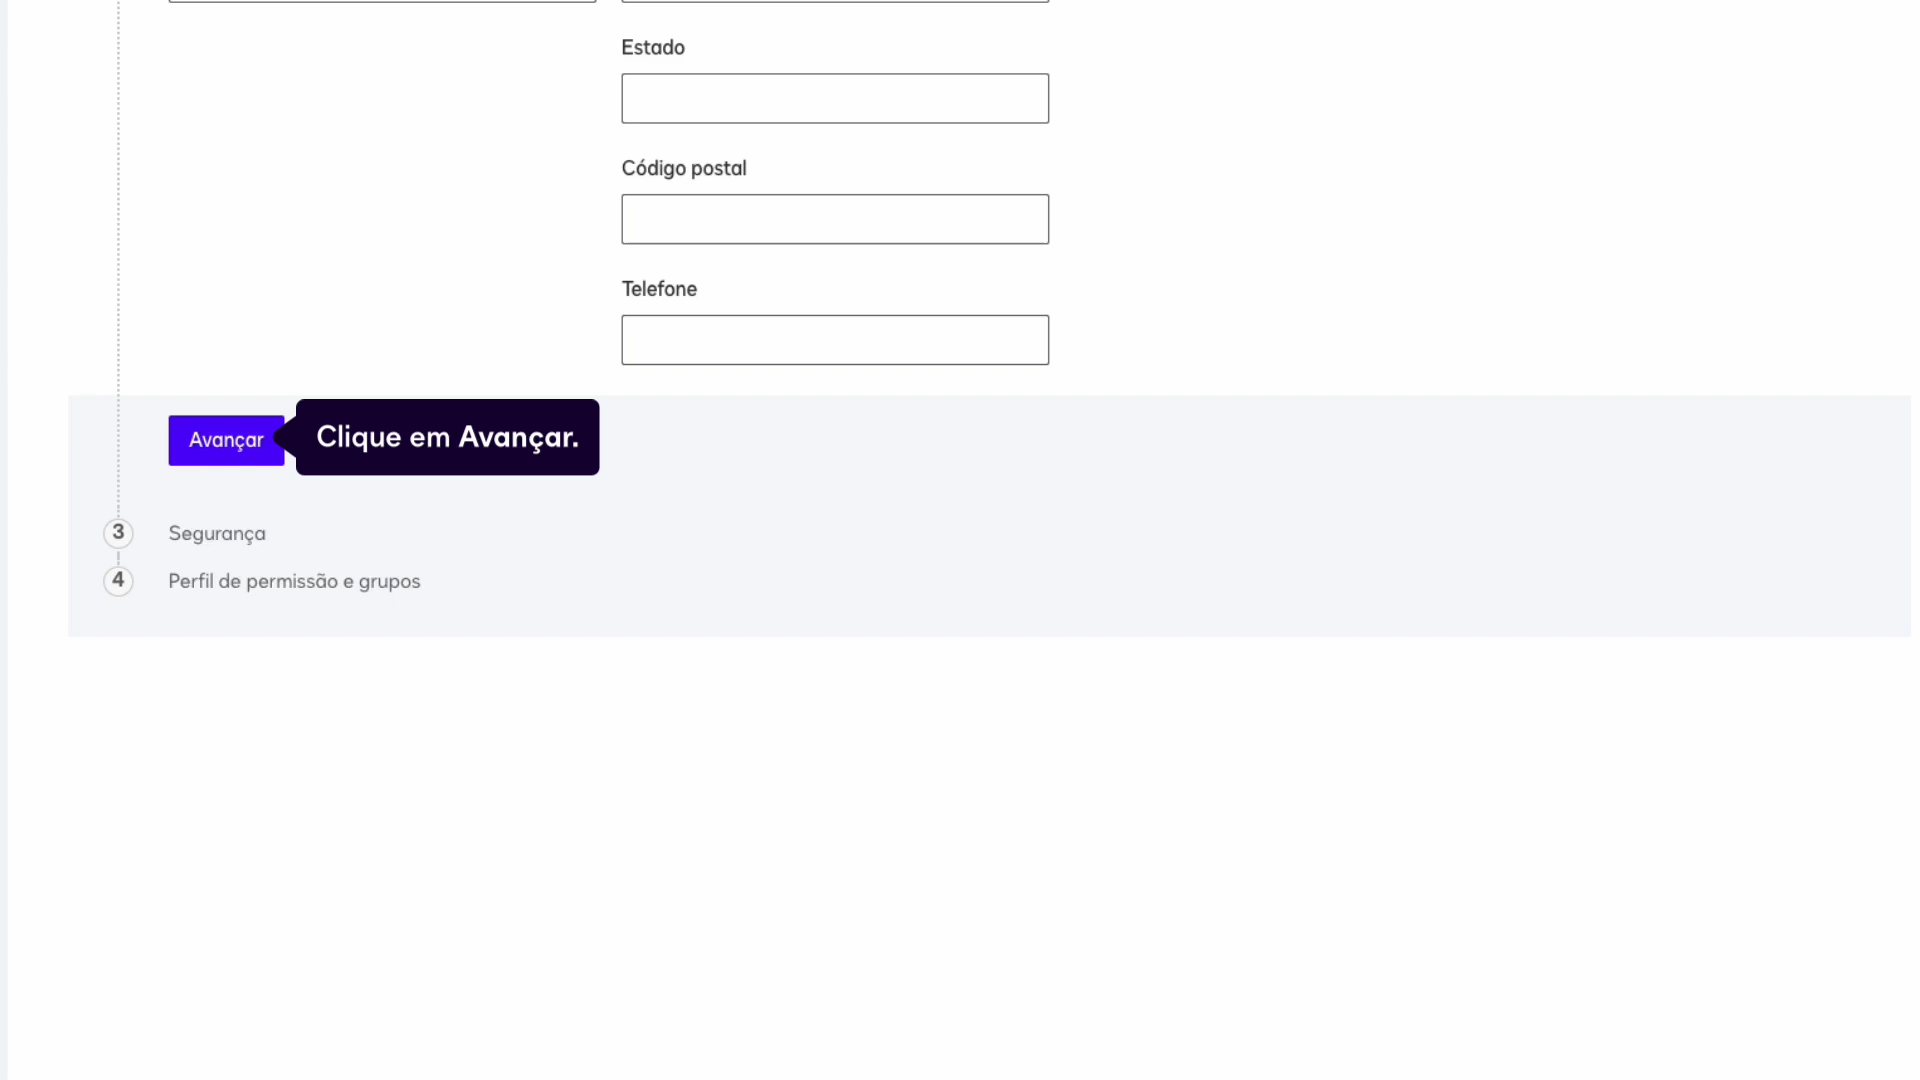 Estado
Código postal
Telefone
Avançar
Clique em Avançar.
3 Segurança
4 Perfil de permissão e grupos